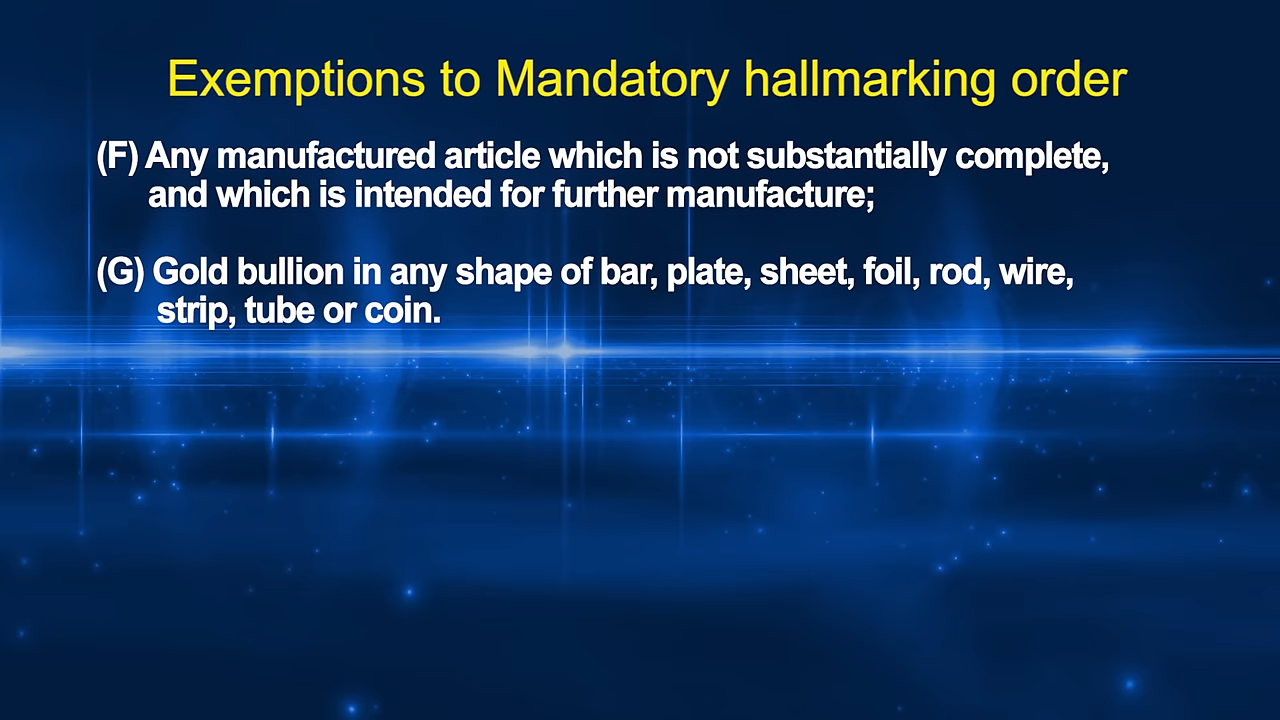 Exemptions to Mandatory hallmarking order
(F) Any manufactured article which is not substantially complete,
and which is intended for further manufacture;
(G) Gold bullion in any shape of bar, plate, sheet, foil, rod, wire,
strip, tube or coin.